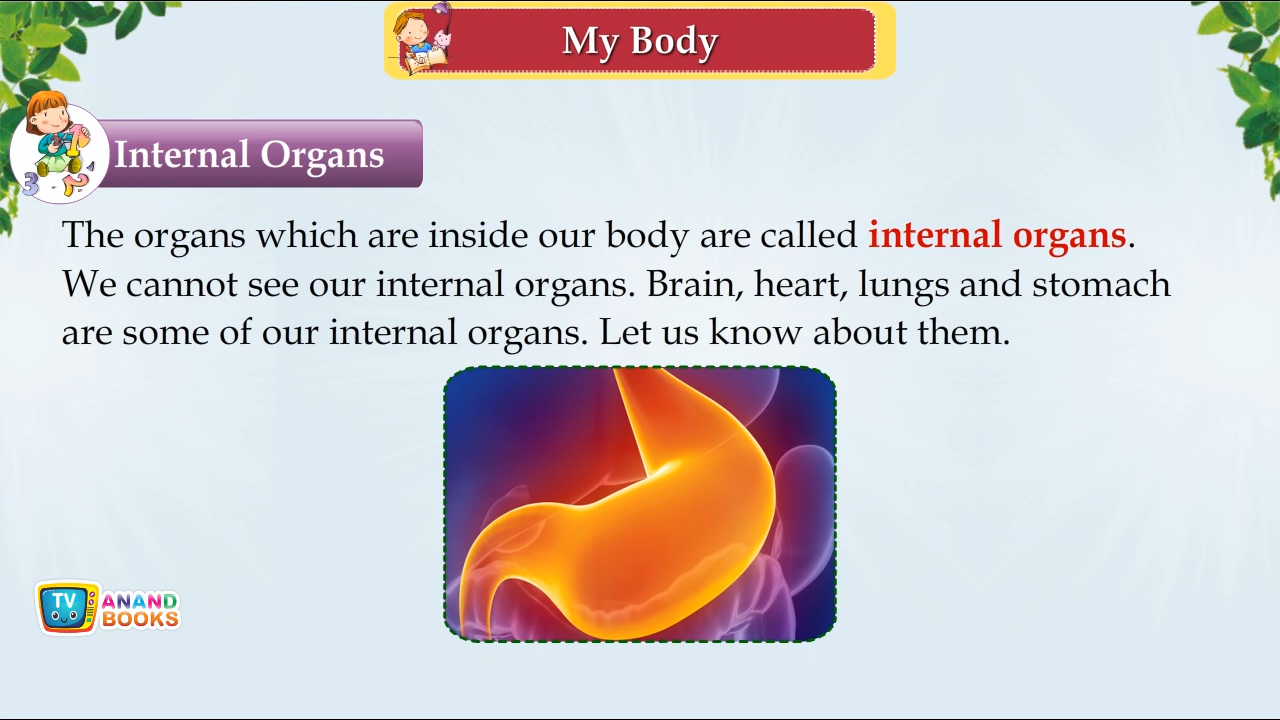 My Body
Internal Organs
The organs which are inside our body are called internal organs.
We cannot see our internal organs. Brain, heart, lungs and stomach
are some of our internal organs. Let us know about them.
TV
ANAND
BOOKS